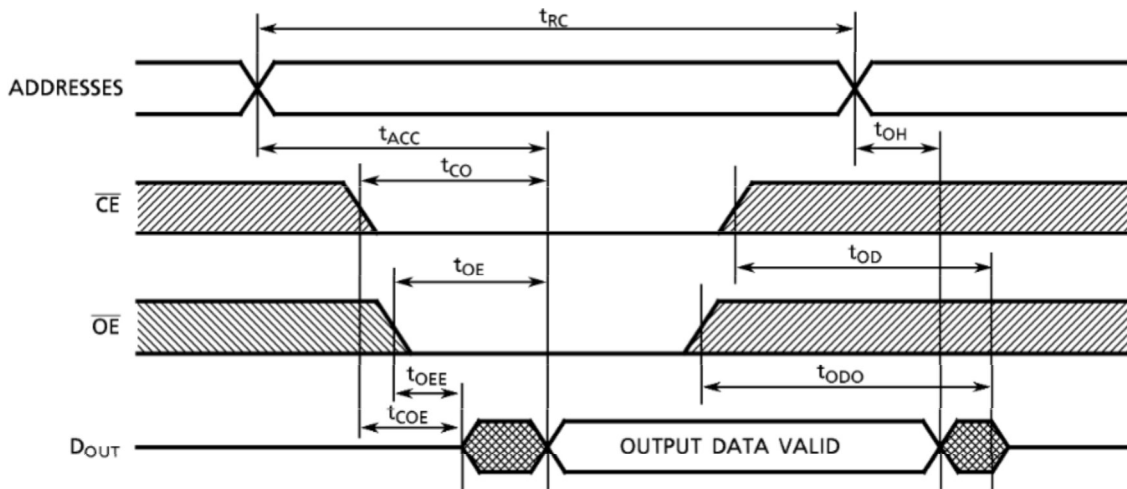 tRC
ADDRESSES
tACC
tOH
tCO
CE
tOD
tOE
OE
tOEE
tODO
tCOE
DOUT
OUTPUT DATA VALID